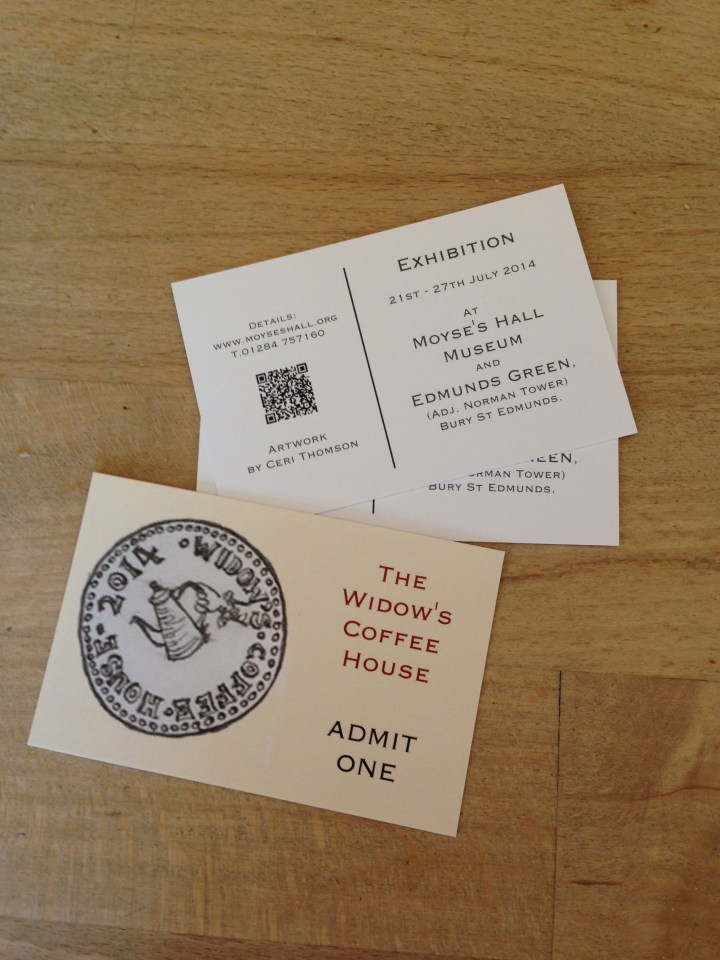 Exhibition
21st - 27th July 2014
at
Moyse's Hall
Museum
and
Edmunds Green,
(Adj. Norman Tower)
Bury St Edmunds.
Details:
www.moyseshall.org
T.01284 757160
Artwork
by Ceri Thomson
Green,
Norman Tower)
Bury St Edmunds.
WIDOW'S · COFFEE · HOUSE - 2014 ·
The
Widow's
Coffee
House
ADMIT
ONE